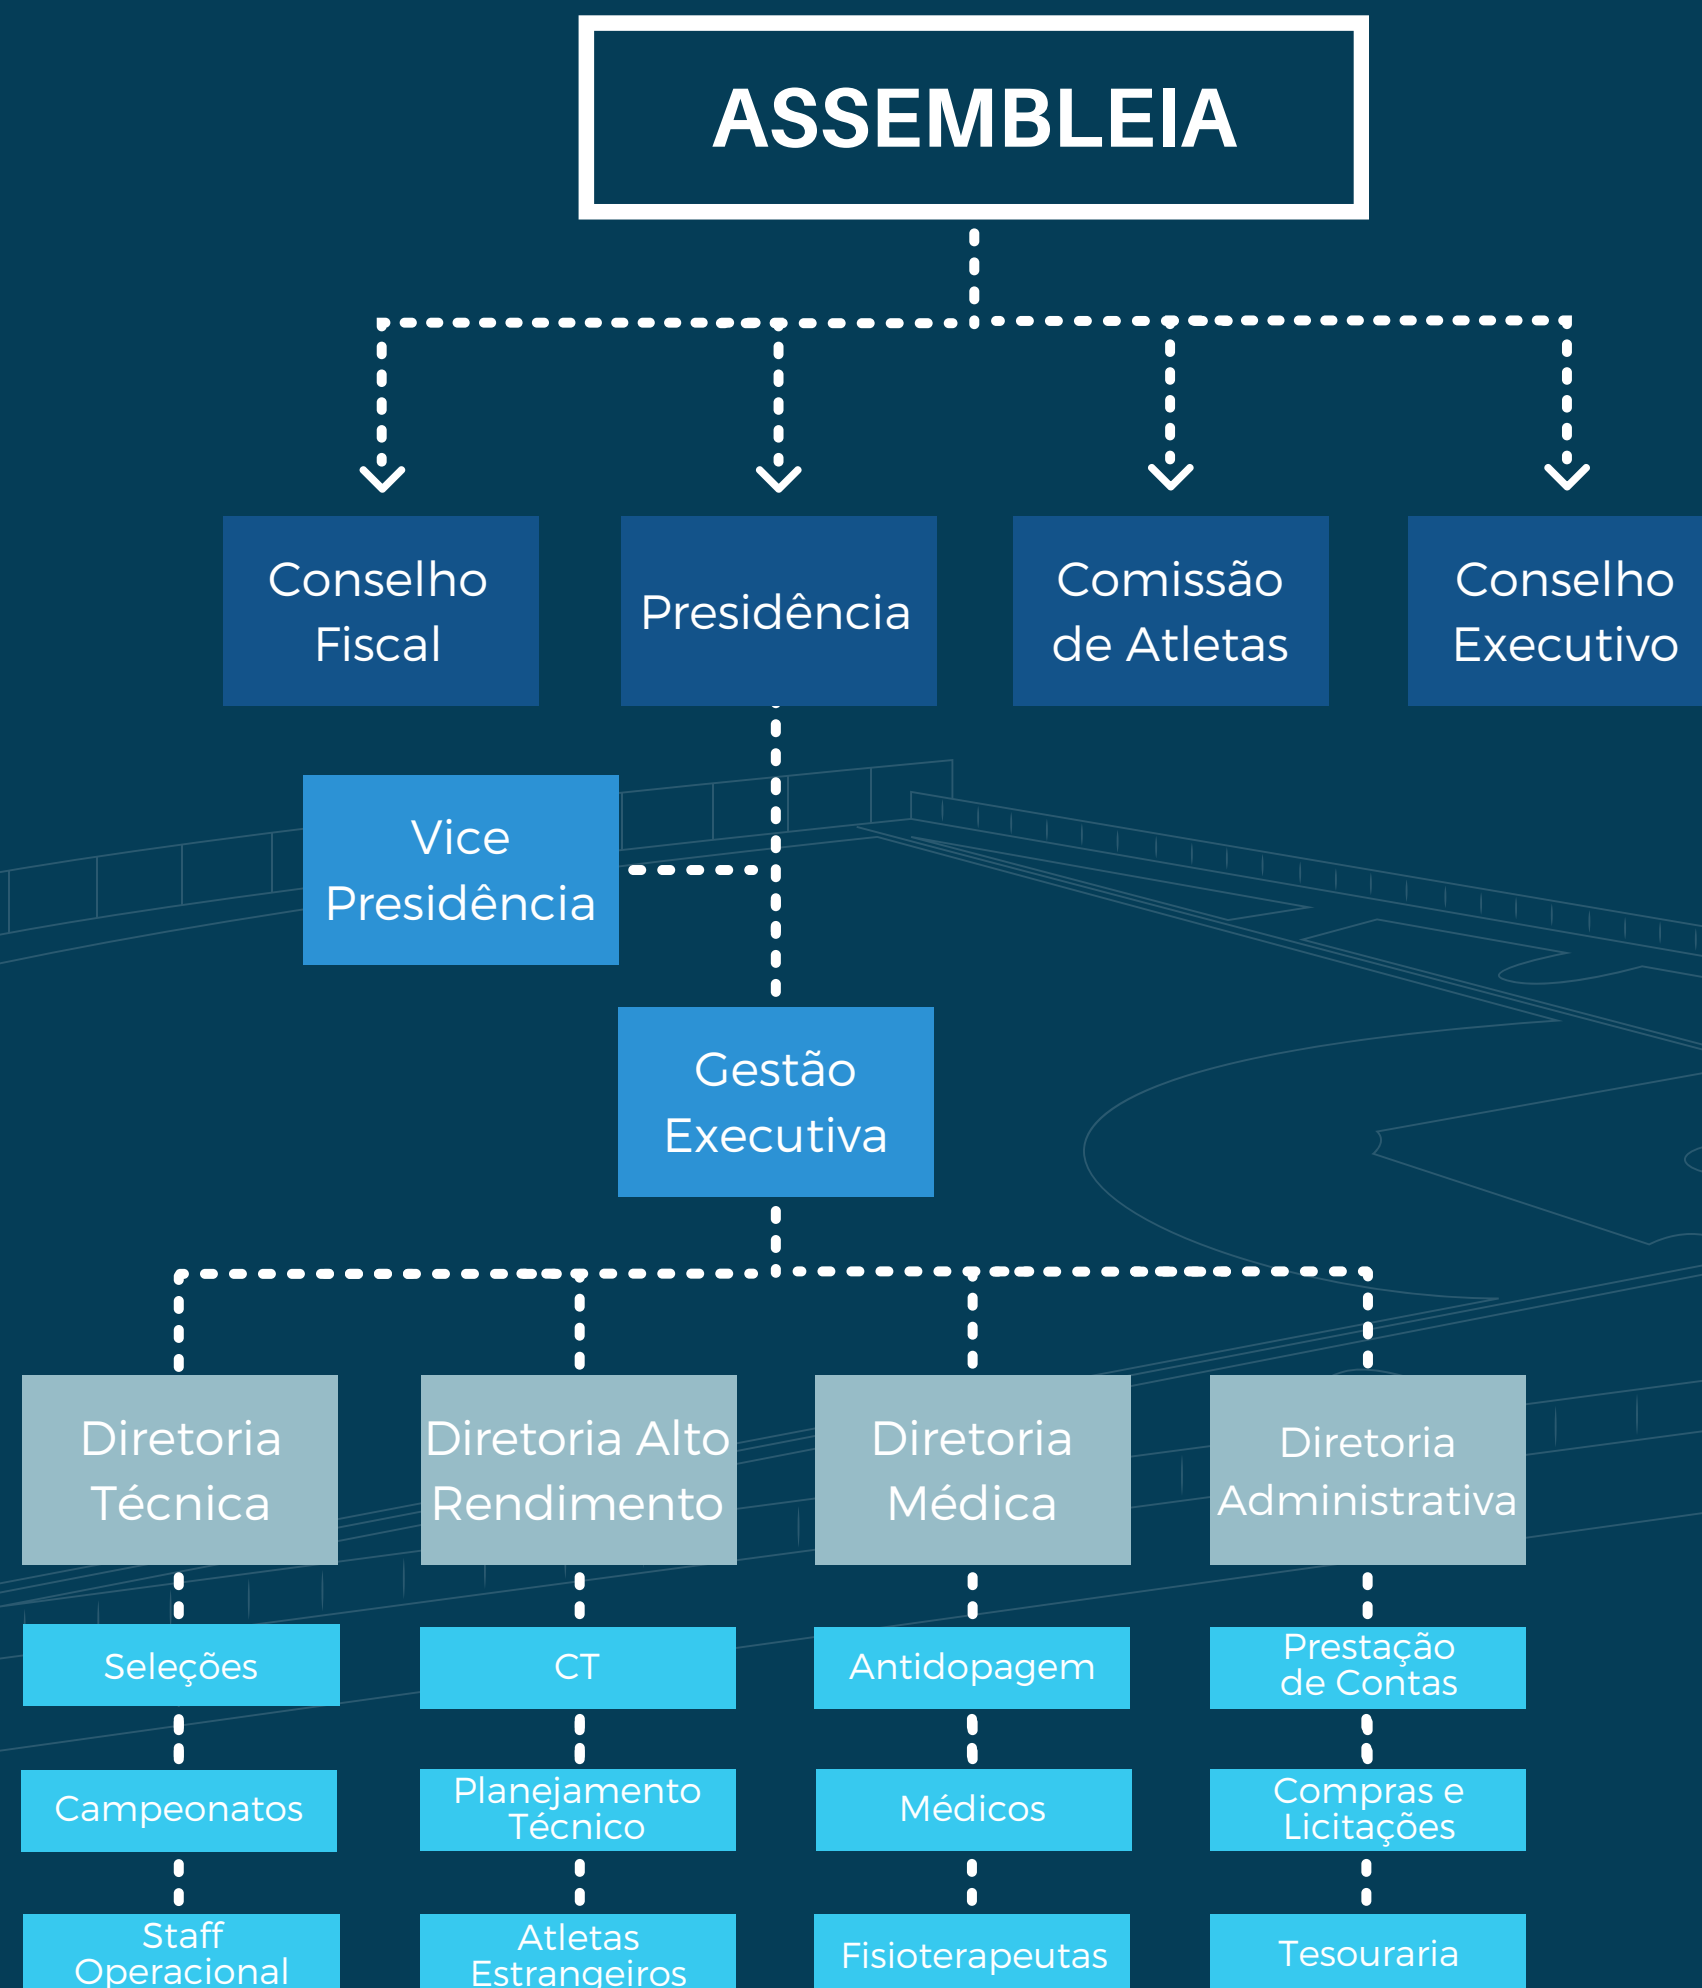 ASSEMBLEIA
Conselho
Fiscal
Presidência
Comissão
de Atletas
Conselho
Executivo
Vice
Presidência
Gestão
Executiva
Diretoria
Técnica
Diretoria Alto
Rendimento
Diretoria
Médica
Diretoria
Administrativa
Seleções
CT
Antidopagem
Prestação
de Contas
Campeonatos
Planejamento
Técnico
Médicos
Compras e
Licitações
Staff
Operacional
Atletas
Estrangeiros
Fisioterapeutas
Tesouraria